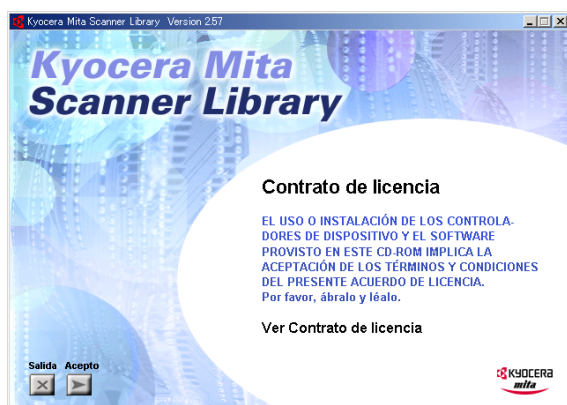 Kyocera Mita Scanner Library Version 2.57
Kyocera Mita
Scanner Library
Contrato de licencia
EL USO O INSTALACIÓN DE LOS CONTROLA-
DORES DE DISPOSITIVO Y EL SOFTWARE
PROVISTO EN ESTE CD-ROM IMPLICA LA
ACEPTACIÓN DE LOS TÉRMINOS Y CONDICIONES
DEL PRESENTE ACUERDO DE LICENCIA.
Por favor, ábralo y léalo.
Ver Contrato de licencia
Salida Acepto
KYOCERA
mita